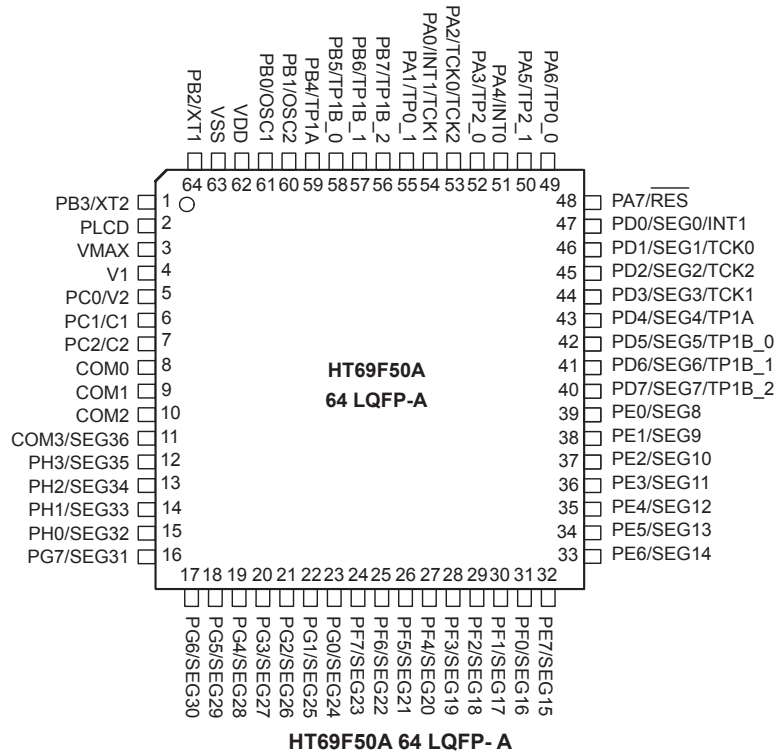 PB2/XT1
VSS
VDD
PB0/OSC1
PB1/OSC2
PB4/TP1A
PB5/TP1B_0
PB6/TP1B_1
PB7/TP1B_2
PA1/TP0_1
PA0/INT1/TCK1
PA2/TCK0/TCK2
PA3/TP2_0
PA4/INT0
PA5/TP2_1
PA6/TP0_0
64 63 62 61 60 59 58 57 56 55 54 53 52 51 50 49
PB3/XT2 1
PLCD 2
VMAX 3
V1 4
PC0/V2 5
PC1/C1 6
PC2/C2 7
COM0 8
COM1 9
COM2 10
COM3/SEG36 11
PH3/SEG35 12
PH2/SEG34 13
PH1/SEG33 14
PH0/SEG32 15
PG7/SEG31 16
HT69F50A
64 LQFP-A
48 PA7/RES
47 PD0/SEG0/INT1
46 PD1/SEG1/TCK0
45 PD2/SEG2/TCK2
44 PD3/SEG3/TCK1
43 PD4/SEG4/TP1A
42 PD5/SEG5/TP1B_0
41 PD6/SEG6/TP1B_1
40 PD7/SEG7/TP1B_2
39 PE0/SEG8
38 PE1/SEG9
37 PE2/SEG10
36 PE3/SEG11
35 PE4/SEG12
34 PE5/SEG13
33 PE6/SEG14
17 18 19 20 21 22 23 24 25 26 27 28 29 30 31 32
PG6/SEG30
PG5/SEG29
PG4/SEG28
PG3/SEG27
PG2/SEG26
PG1/SEG25
PG0/SEG24
PF7/SEG23
PF6/SEG22
PF5/SEG21
PF4/SEG20
PF3/SEG19
PF2/SEG18
PF1/SEG17
PF0/SEG16
PE7/SEG15
HT69F50A 64 LQFP- A